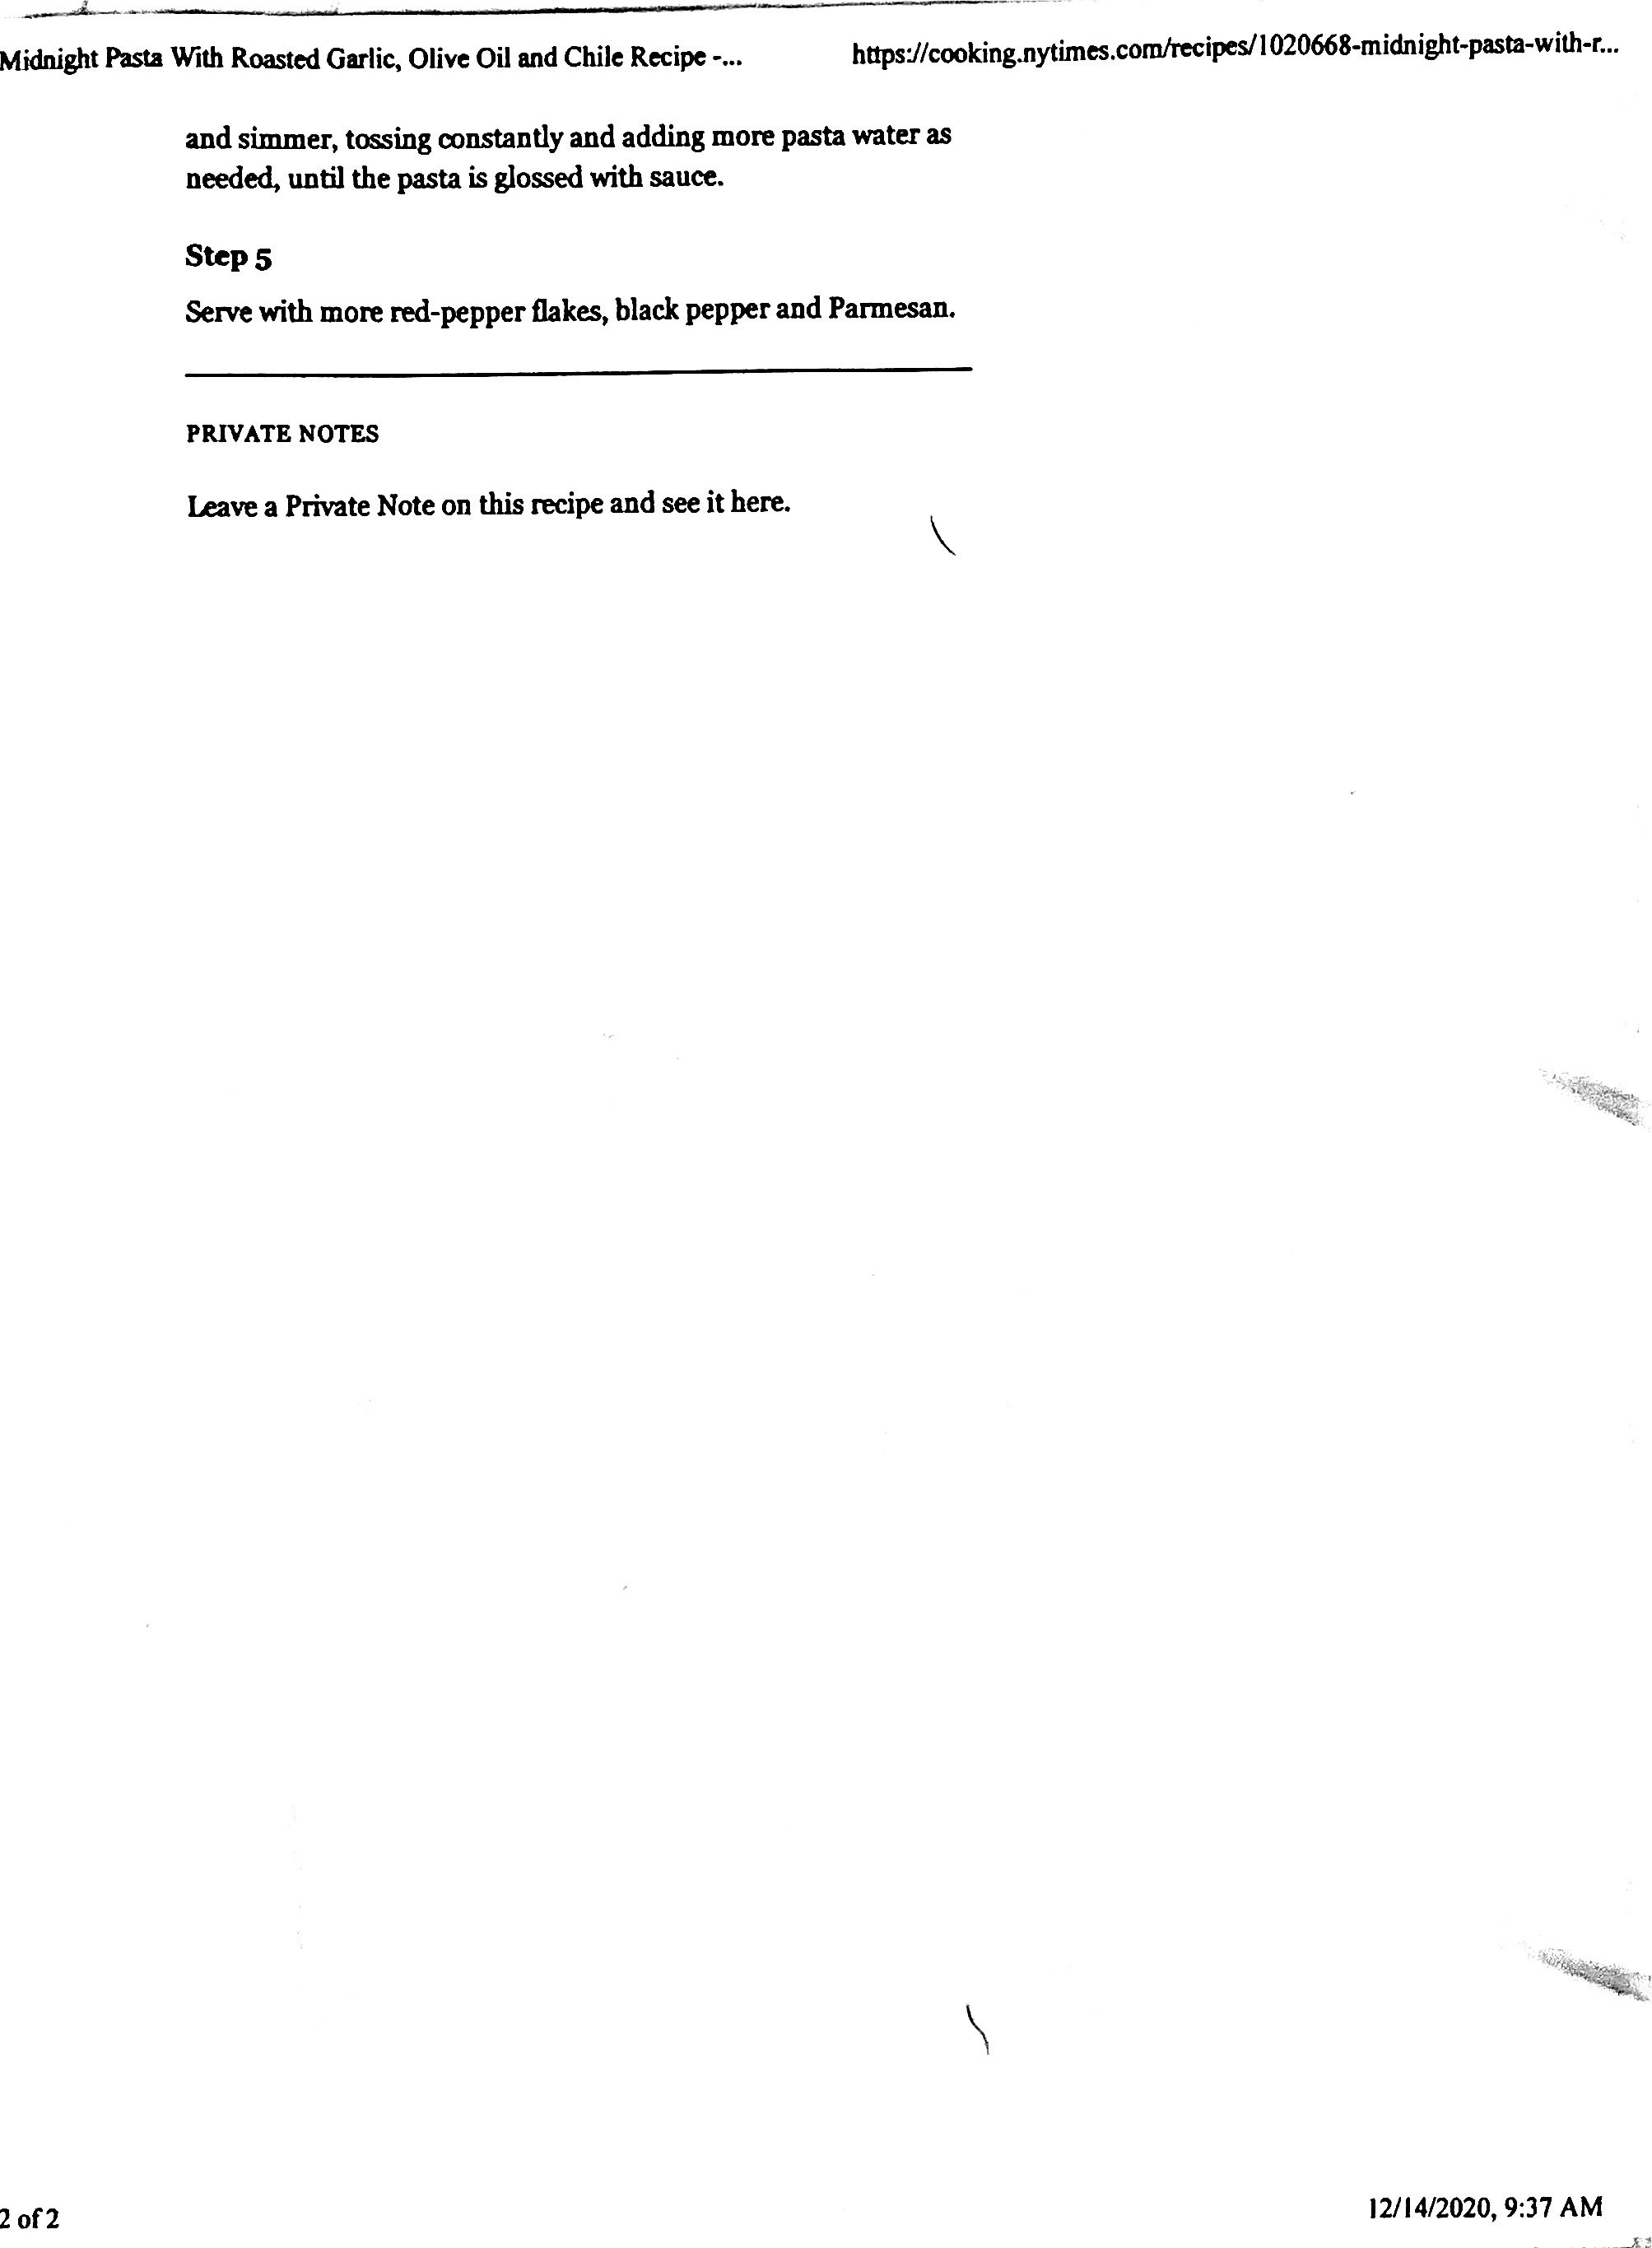 Midnight Pasta With Roasted Garlic, Olive Oil and Chile Recipe -... https://cooking.nytimes.com/recipes/1020668-midnight-pasta-with-r...
and simmer, tossing constantly and adding more pasta water as
needed, until the pasta is glossed with sauce.
Step 5
Serve with more red-pepper flakes, black pepper and Parmesan.
PRIVATE NOTES
Leave a Private Note on this recipe and see it here.
2 of 2 12/14/2020, 9:37 AM